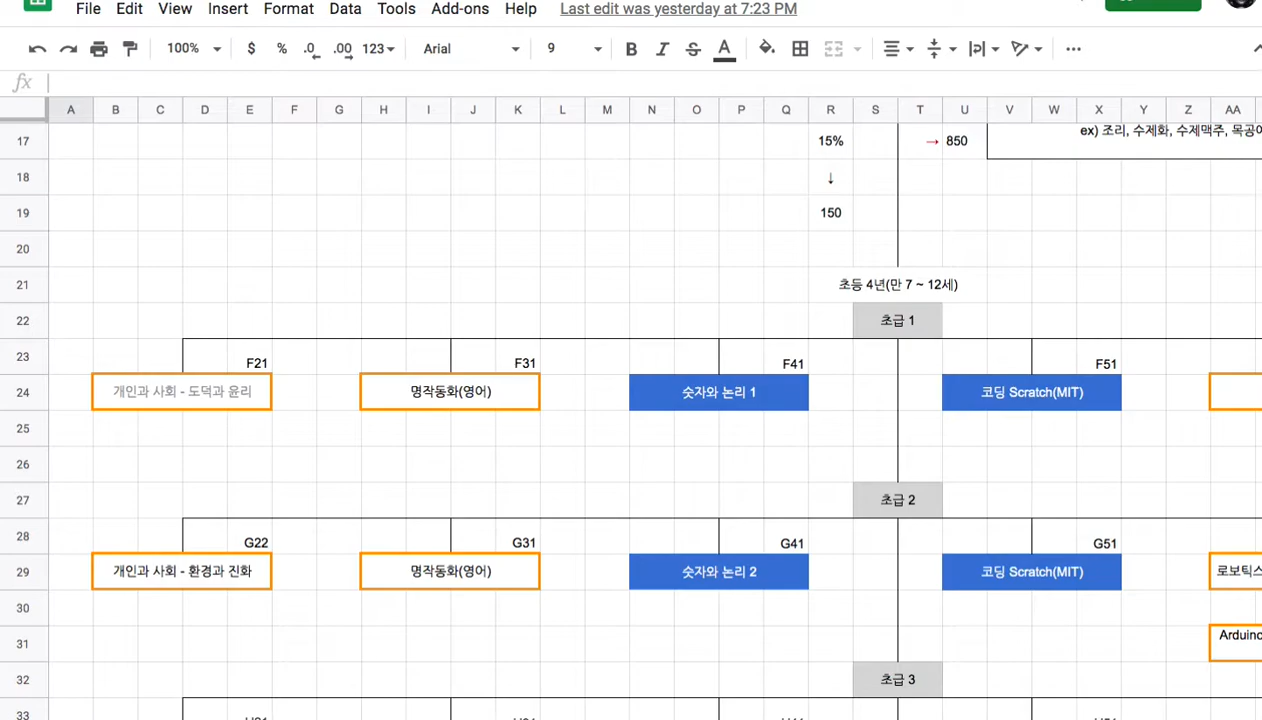 File Edit View Insert Format Data Tools Add-ons Help Last edit was yesterday at 7:23 PM
100% $ % .0 .00 123 Arial 9 B I S A ...
fx
A B C D E F G H I J K L M N O P Q R S T U V W X Y Z AA
17 15% → 850 ex) 조리, 수제화, 수제맥주, 목공
18 ↓
19 150
20
21 초등 4년(만 7 ~ 12세)
22 초급 1
23 F21 F31 F41 F51
24 개인과 사회 - 도덕과 윤리 명작동화(영어) 숫자와 논리 1 코딩 Scratch(MIT)
25
26
27 초급 2
28 G22 G31 G41 G51
29 개인과 사회 - 환경과 진화 명작동화(영어) 숫자와 논리 2 코딩 Scratch(MIT) 로보틱스
30
31 Arduino
32 초급 3
33